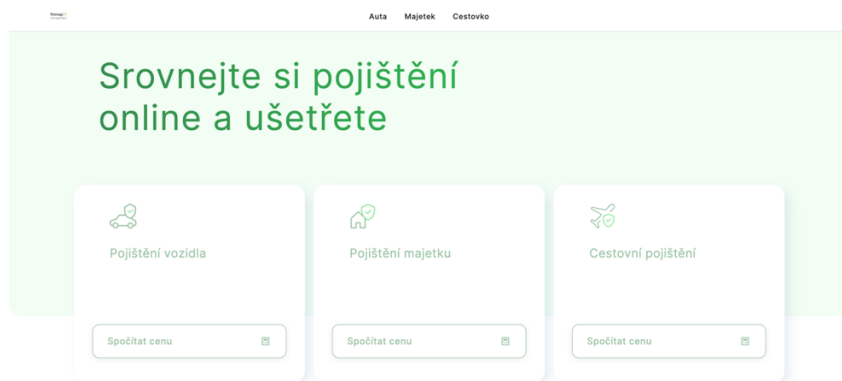 Auta Majetek Cestovko
Srovnejte si pojištění
online a ušetřete
Pojištění vozidla
Pojištění majetku
Cestovní pojištění
Spočítat cenu
Spočítat cenu
Spočítat cenu